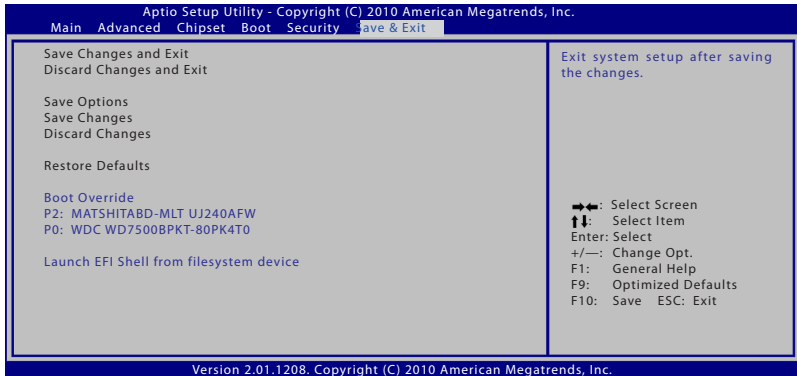 Aptio Setup Utility - Copyright (C) 2010 American Megatrends, Inc.
Main Advanced Chipset Boot Security Save & Exit
Save Changes and Exit
Discard Changes and Exit
Save Options
Save Changes
Discard Changes
Restore Defaults
Boot Override
P2: MATSHITABD-MLT UJ240AFW
P0: WDC WD7500BPKT-80PK4T0
Launch EFI Shell from filesystem device
Exit system setup after saving
the changes.
→←: Select Screen
↑↓: Select Item
Enter: Select
+/—: Change Opt.
F1: General Help
F9: Optimized Defaults
F10: Save ESC: Exit
Version 2.01.1208. Copyright (C) 2010 American Megatrends, Inc.